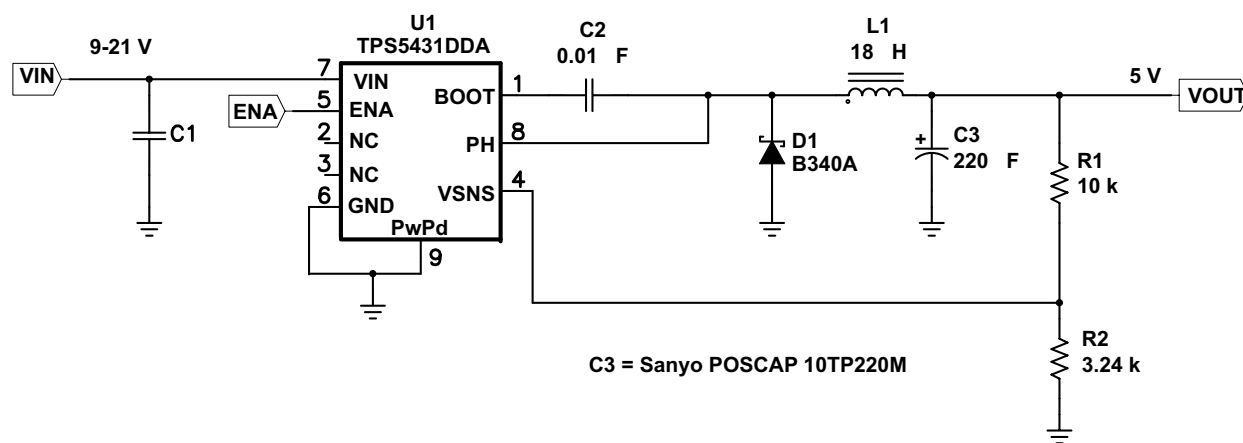 U1
TPS5431DDA
C2
0.01 F
L1
18 H
9-21 V
VIN
7
VIN
5
ENA
ENA
2
NC
3
NC
6
GND
PwPd
9
BOOT
1
PH
8
VSNS
4
C1
D1
B340A
C3
+
220 F
5 V
VOUT
R1
10 k
R2
3.24 k
C3 = Sanyo POSCAP 10TP220M